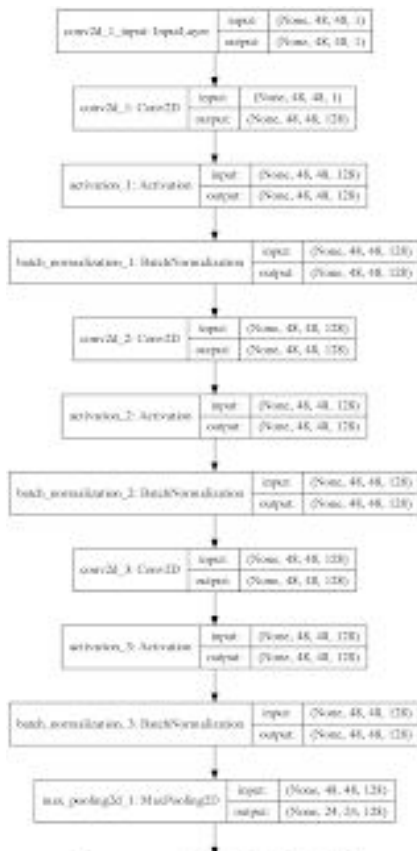 conv2d_1_input: InputLayer
input: (None, 48, 48, 1)
output: (None, 48, 48, 1)
conv2d_1: Conv2D
input: (None, 48, 48, 1)
output: (None, 48, 48, 128)
activation_1: Activation
input: (None, 48, 48, 128)
output: (None, 48, 48, 128)
batch_normalization_1: BatchNormalization
input: (None, 48, 48, 128)
output: (None, 48, 48, 128)
conv2d_2: Conv2D
input: (None, 48, 48, 128)
output: (None, 48, 48, 128)
activation_2: Activation
input: (None, 48, 48, 128)
output: (None, 48, 48, 128)
batch_normalization_2: BatchNormalization
input: (None, 48, 48, 128)
output: (None, 48, 48, 128)
conv2d_3: Conv2D
input: (None, 48, 48, 128)
output: (None, 48, 48, 128)
activation_3: Activation
input: (None, 48, 48, 128)
output: (None, 48, 48, 128)
batch_normalization_3: BatchNormalization
input: (None, 48, 48, 128)
output: (None, 48, 48, 128)
max_pooling2d_1: MaxPooling2D
input: (None, 48, 48, 128)
output: (None, 24, 24, 128)